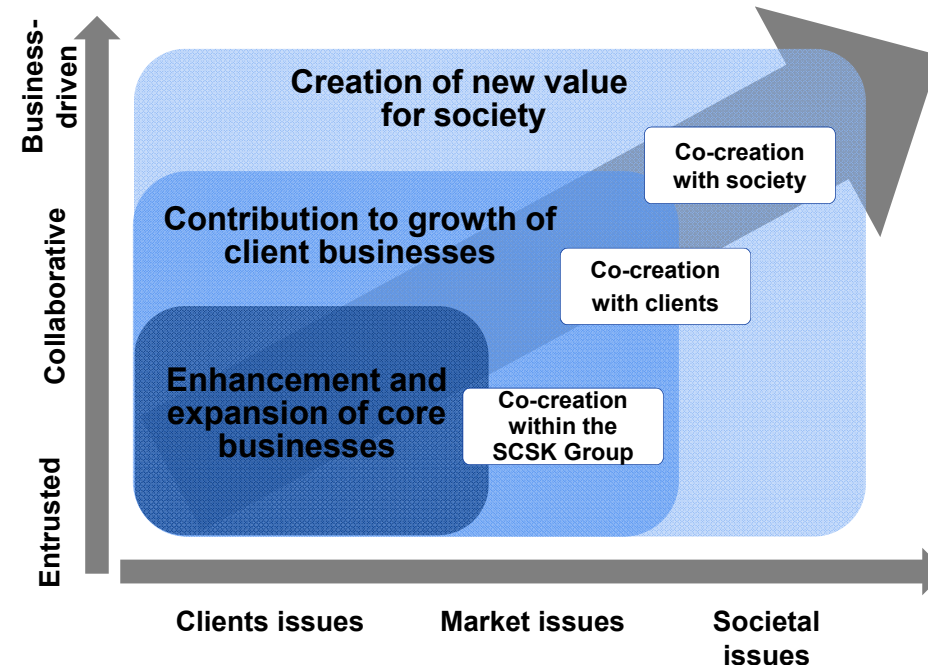 Business-
driven
Collaborative
Entrusted
Creation of new value
for society
Co-creation
with society
Contribution to growth of
client businesses
Co-creation
with clients
Enhancement and
expansion of core
businesses
Co-creation
within the
SCSK Group
Clients issues
Market issues
Societal
issues